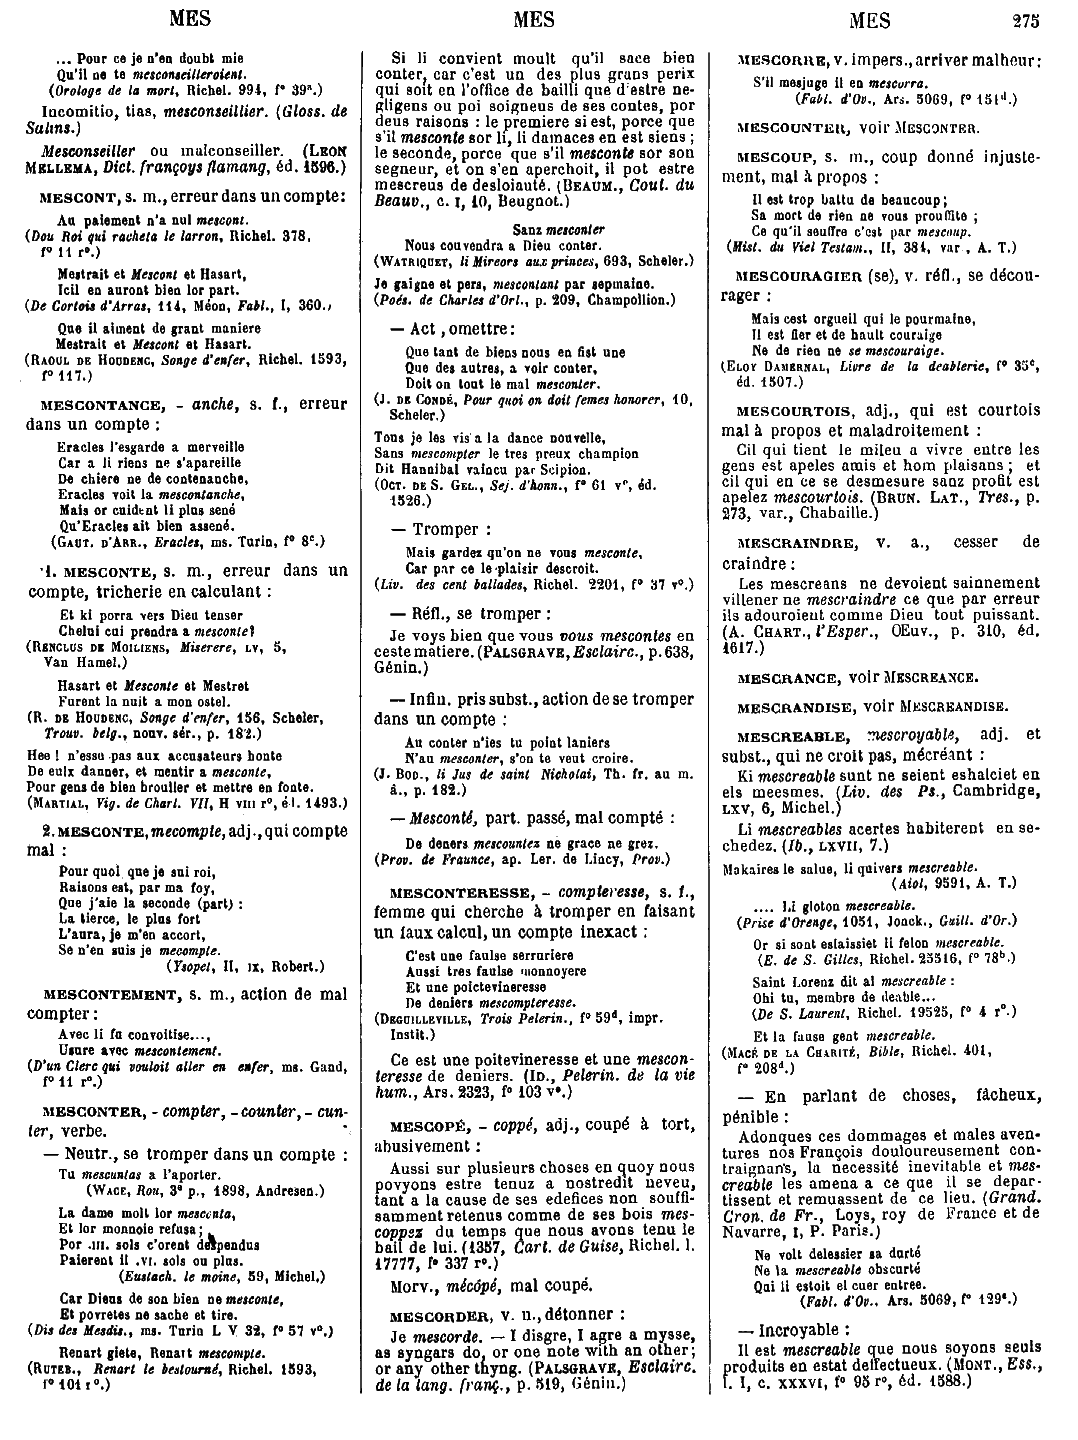 MES
MES
MES
275
... Pour ce je n'en doubt mie
Qu'il ne te mesconseilleroient.
(Orologe de la mort, Richel. 994, f° 39ᵃ.)
Incomitio, tias, mesconseillier. (Gloss. de
Salins.)
Mesconseiller ou malconseiller. (LEON
MELLEMA, Dict. françoys flamang, éd. 1596.)
MESCONT, s. m., erreur dans un compte:
Au paiement n'a nul mescont.
(Dou Roi qui racheta le larron, Richel. 378,
f° 11 r°.)
Mestrait et Mescont et Hasart,
Icil en auront bien lor part.
(De Cortois d'Arras, 114, Méon, Fabl., I, 360.)
Que il aiment de grant maniere
Mestrait et Mescont et Hasart.
(RAOUL DE HOUDENC, Songe d'enfer, Richel. 1593,
f° 117.)
MESCONTANCE, - anche, s. f., erreur
dans un compte :
Eracles l'esgarde a merveille
Car a li riens ne s'apareille
De chiere ne de contenanche,
Eracles voit la mescontanche,
Mais or cuident li plus sené
Qu'Eracles ait bien assené.
(GAUT. D'ARR., Eracles, ms. Turin, f° 8ᶜ.)
1. MESCONTE, s. m., erreur dans un
compte, tricherie en calculant :
Et ki porra vers Dieu tenser
Chelui cui prendra a mesconte?
(RENCLUS DE MOILIENS, Miserere, LV, 5,
Van Hamel.)
Hasart et Mesconte et Mestret
Furent la nuit a mon ostel.
(R. DE HOUDENC, Songe d'enfer, 156, Scheler,
Trouv. belg., nouv. sér., p. 182.)
Hee ! n'essu pas aux accusateurs honte
De eulx danner, et mentir a mesconte,
Pour gens de bien brouller et mettre en fonte.
(MARTIAL, Vig. de Charl. VII, H VIII r°, éd. 1493.)
2. MESCONTE, mecompte, adj., qui compte
mal :
Pour quoi que je sui roi,
Raisons est, par ma foy,
Que j'aie la seconde (part) :
La tierce, le plus fort
L'aura, je m'en accort,
Se n'en suis je mecompte.
(Ysopet, II, IX, Robert.)
MESCONTEMENT, s. m., action de mal
compter :
Avec li fu convoitise...,
Usure avec mescontement.
(D'un Clerc qui vouloit aller en enfer, ms. Gand,
f° 11 r°.)
MESCONTER, - compter, - counter, - cun-
ter, verbe.
— Neutr., se tromper dans un compte :
Tu mescuntas a l'aporter.
(WACE, Rou, 3ᵉ p., 1898, Andresen.)
La dame molt lor mesconta,
Et lor monnoie refusa;
Por .III. sols c'orent despendus
Paierent il .VI. sols ou plus.
(Eustach. le moine, 59, Michel.)
Car Dieus de son bien ne mesconte,
Et povretes ne sache et tire.
(Dis des Mesdis., ms. Turin L V 32, f° 57 v°.)
Renart giete, Renart mescompte.
(RUTEB., Renart le bestourné, Richel. 1593,
f° 101 r°.)
Si li convient moult qu'il sace bien
conter, car c'est un des plus grans perix
qui soit en l'office de bailli que d'estre ne-
gligens ou poi soigneus de ses contes, por
deus raisons : le premiere si est, porce que
s'il mesconte sor li, li damaces en est siens ;
le seconde, porce que s'il mesconte sor son
segneur, et on s'en aperchoit, il pot estre
mescreus de desloiauté. (BEAUM., Cout. du
Beauv., c. I, 10, Beugnot.)
Sanz mesconter
Nous convendra a Dieu conter.
(WATRIQUET, li Mireors aux princes, 693, Scheler.)
Je gaigne et pers, mescontant par sepmaine.
(Poés. de Charles d'Orl., p. 209, Champollion.)
— Act, omettre:
Que tant de biens nous en fist une
Que des autres, a voir conter,
Doit on tout le mal mesconter.
(J. DE CONDÉ, Pour quoi on doit femes honorer, 10,
Scheler.)
Tous je les vis a la dance nouvelle,
Sans mescompter le tres preux champion
Dit Hannibal vaincu par Scipion.
(OCT. DE S. GEL., Sej. d'honn., f° 61 v°, éd.
1526.)
— Tromper :
Mais gardez qu'on ne vous mesconte,
Car par ce le plaisir descroit.
(Liv. des cent ballades, Richel. 2201, f° 37 v°.)
— Réfl., se tromper :
Je voys bien que vous vous mescontes en
ceste matiere. (PALSGRAVE, Esclairc., p. 638,
Génin.)
— Infin. pris subst., action de se tromper
dans un compte :
Au conter n'ies tu point laniers
N'au mesconter, s'on te veut croire.
(J. BOD., li Jus de saint Nicholai, Th. fr. au m.
â., p. 182.)
— Mesconté, part. passé, mal compté :
De deners mescountez ne grace ne grez.
(Prov. de Fraunce, ap. Ler. de Lincy, Prov.)
MESCONTERESSE, - compteresse, s. f.,
femme qui cherche à tromper en faisant
un faux calcul, un compte inexact :
C'est une faulse serruriere
Aussi tres faulse monnoyere
Et une poictevineresse
De deniers mescompteresse.
(DEGUILLEVILLE, Trois Pelerin., f° 59ᵈ, impr.
Instit.)
Ce est une poitevineresse et une mescon-
teresse de deniers. (ID., Pelerin. de la vie
hum., Ars. 2323, f° 103 v°.)
MESCOPÉ, - coppé, adj., coupé à tort,
abusivement :
Aussi sur plusieurs choses en quoy nous
povyons estre tenuz a nostredit neveu,
tant a la cause de ses edefices non souffi-
samment retenus comme de ses bois mes-
coppez du temps que nous avons tenu le
bail de lui. (1357, Cart. de Guise, Richel. l.
17777, f° 337 r°.)
Morv., mécôpé, mal coupé.
MESCORDER, v. n., détonner :
Je mescorde. — I disgre, I agre a mysse,
as syngars do, or one note with an other;
or any other thyng. (PALSGRAVE, Esclairc.
de la lang. franç., p. 519, Génin.)
MESCORRE, v. impers., arriver malheur:
S'il mesjuge il en mescurra.
(Fabl. d'Ov., Ars. 5069, f° 151ᵈ.)
MESCOUNTER, voir MESCONTER.
MESCOUP, s. m., coup donné injuste-
ment, mal à propos :
Il est trop battu de beaucoup;
Sa mort de rien ne vous prouffite ;
Ce qu'il seuffre c'est par mescoup.
(Mist. du Viel Testam., II, 384, var., A. T.)
MESCOURAGIER (se), v. réfl., se décou-
rager :
Mais cest orgueil qui le pourmaine,
Il est fier et de hault couraige
Ne de rien ne se mescouraige.
(ELOY DAMERNAL, Livre de la deablerie, f° 35ᶜ,
éd. 1507.)
MESCOURTOIS, adj., qui est courtois
mal à propos et maladroitement :
Cil qui tient le mileu a vivre entre les
gens est apeles amis et hom plaisans ; et
cil qui en ce se desmesure sanz profit est
apelez mescourtois. (BRUN. LAT., Tres., p.
273, var., Chabaille.)
MESCRAINDRE, v. a., cesser de
craindre :
Les mescreans ne devoient sainnement
villener ne mescraindre ce que par erreur
ils adouroient comme Dieu tout puissant.
(A. CHART., l'Esper., OEuv., p. 310, éd.
1617.)
MESCRANCE, voir MESCREANCE.
MESCRANDISE, voir MESCREANDISE.
MESCREABLE, mescroyable, adj. et
subst., qui ne croit pas, mécréant :
Ki mescreable sunt ne seient eshalciet en
els meesmes. (Liv. des Ps., Cambridge,
LXV, 6, Michel.)
Li mescreables acertes habiterent en se-
chedez. (Ib., LXVII, 7.)
Makaires le salue, li quivers mescreable.
(Aiol, 9591, A. T.)
.... Li gloton mescreable.
(Prise d'Orenge, 1051, Jonck., Guill. d'Or.)
Or si sont eslaissiet li felon mescreable.
(E. de S. Gilles, Richel. 25516, f° 78ᵇ.)
Saint Lorenz dit al mescreable :
Ohi tu, membre de deable...
(De S. Laurent, Richel. 19525, f° 4 r°.)
Et la fause gent mescreable.
(MACÉ DE LA CHARITÉ, Bible, Richel. 401,
f° 208ᵈ.)
— En parlant de choses, fâcheux,
pénible :
Adonques ces dommages et males aven-
tures nos François douloureusement con-
traignans, la necessité inevitable et mes-
creable les amena a ce que il se depar-
tissent et remuassent de ce lieu. (Grand.
Cron. de Fr., Loys, roy de France et de
Navarre, I, P. Paris.)
Ne volt delessier sa durté
Ne la mescreable obscurté
Qui li estoit el cuer entree.
(Fabl. d'Ov., Ars. 5069, f° 129ᵉ.)
— Incroyable :
Il est mescreable que nous soyons seuls
produits en estat deffectueux. (MONT., Ess.,
l. I, c. XXXVI, f° 95 r°, éd. 1588.)